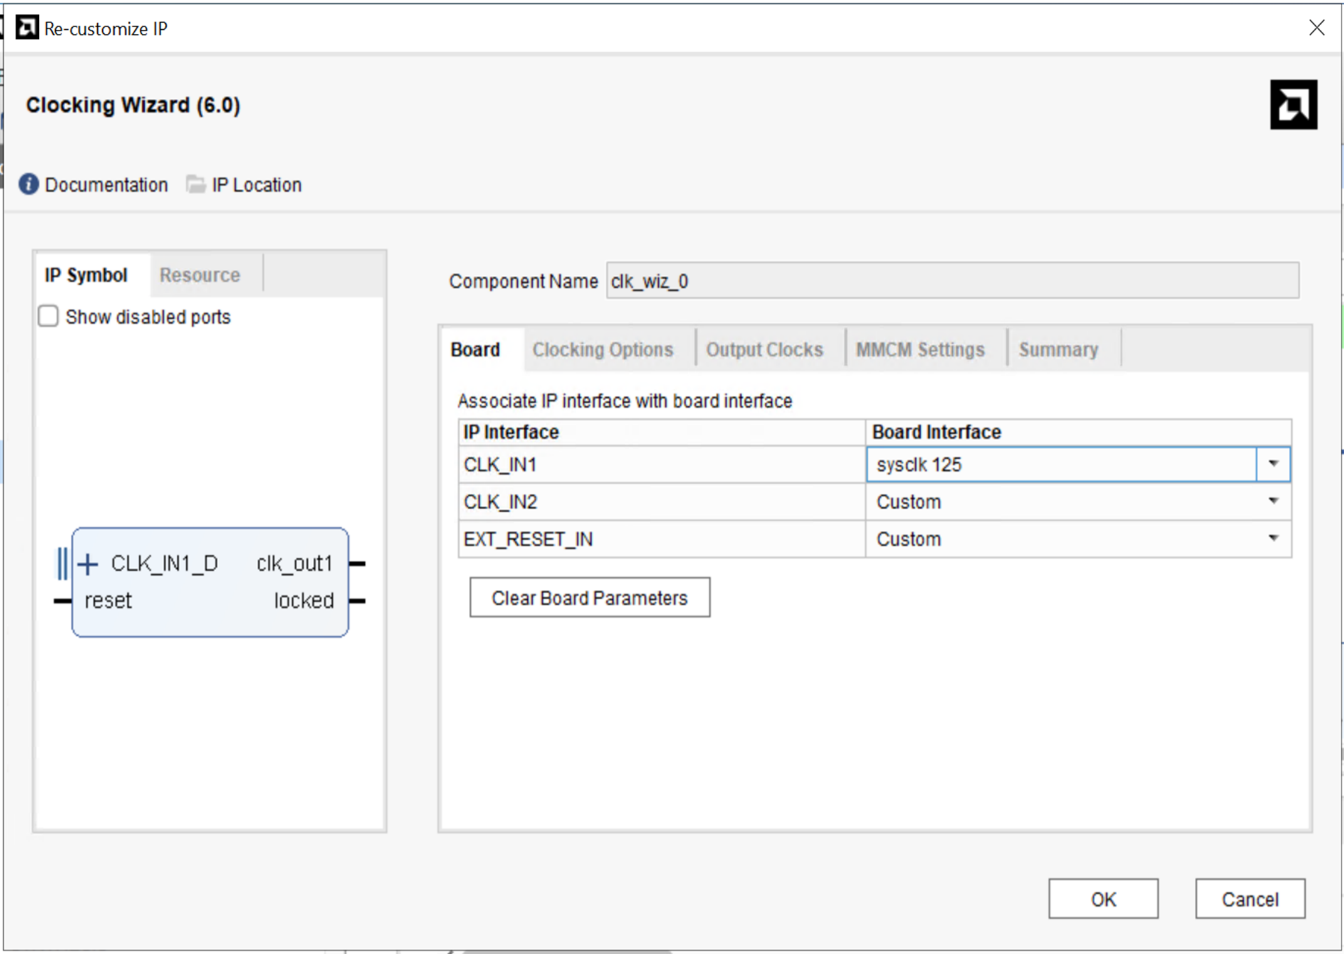 Re-customize IP
Clocking Wizard (6.0)
Documentation IP Location
IP Symbol Resource
Show disabled ports
CLK_IN1_D clk_out1
reset locked
Component Name clk_wiz_0
Board Clocking Options Output Clocks MMCM Settings Summary
Associate IP interface with board interface
IP Interface Board Interface
CLK_IN1 sysclk 125
CLK_IN2 Custom
EXT_RESET_IN Custom
Clear Board Parameters
OK Cancel